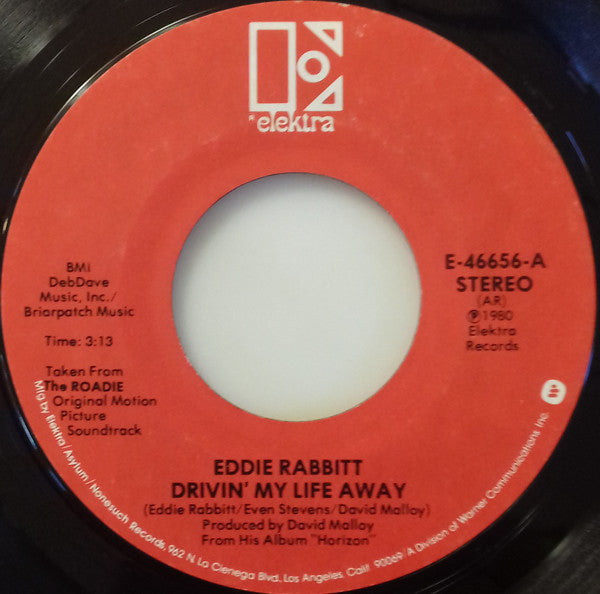 elektra
BMI
DebDave
Music, Inc./
Briarpatch Music
Time: 3:13
Taken From
The ROADIE
Original Motion
Picture
Soundtrack
E-46656-A
STEREO
(AR)
℗1980
Elektra
Records
EDDIE RABBITT
DRIVIN' MY LIFE AWAY
(Eddie Rabbitt/Even Stevens/David Malloy)
Produced by David Malloy
From His Album "Horizon"
Mfg by Elektra/Asylum/Nonesuch Records, 962 N. La Cienega Blvd., Los Angeles, Calif. 90069/A Division of Warner Communications Inc.